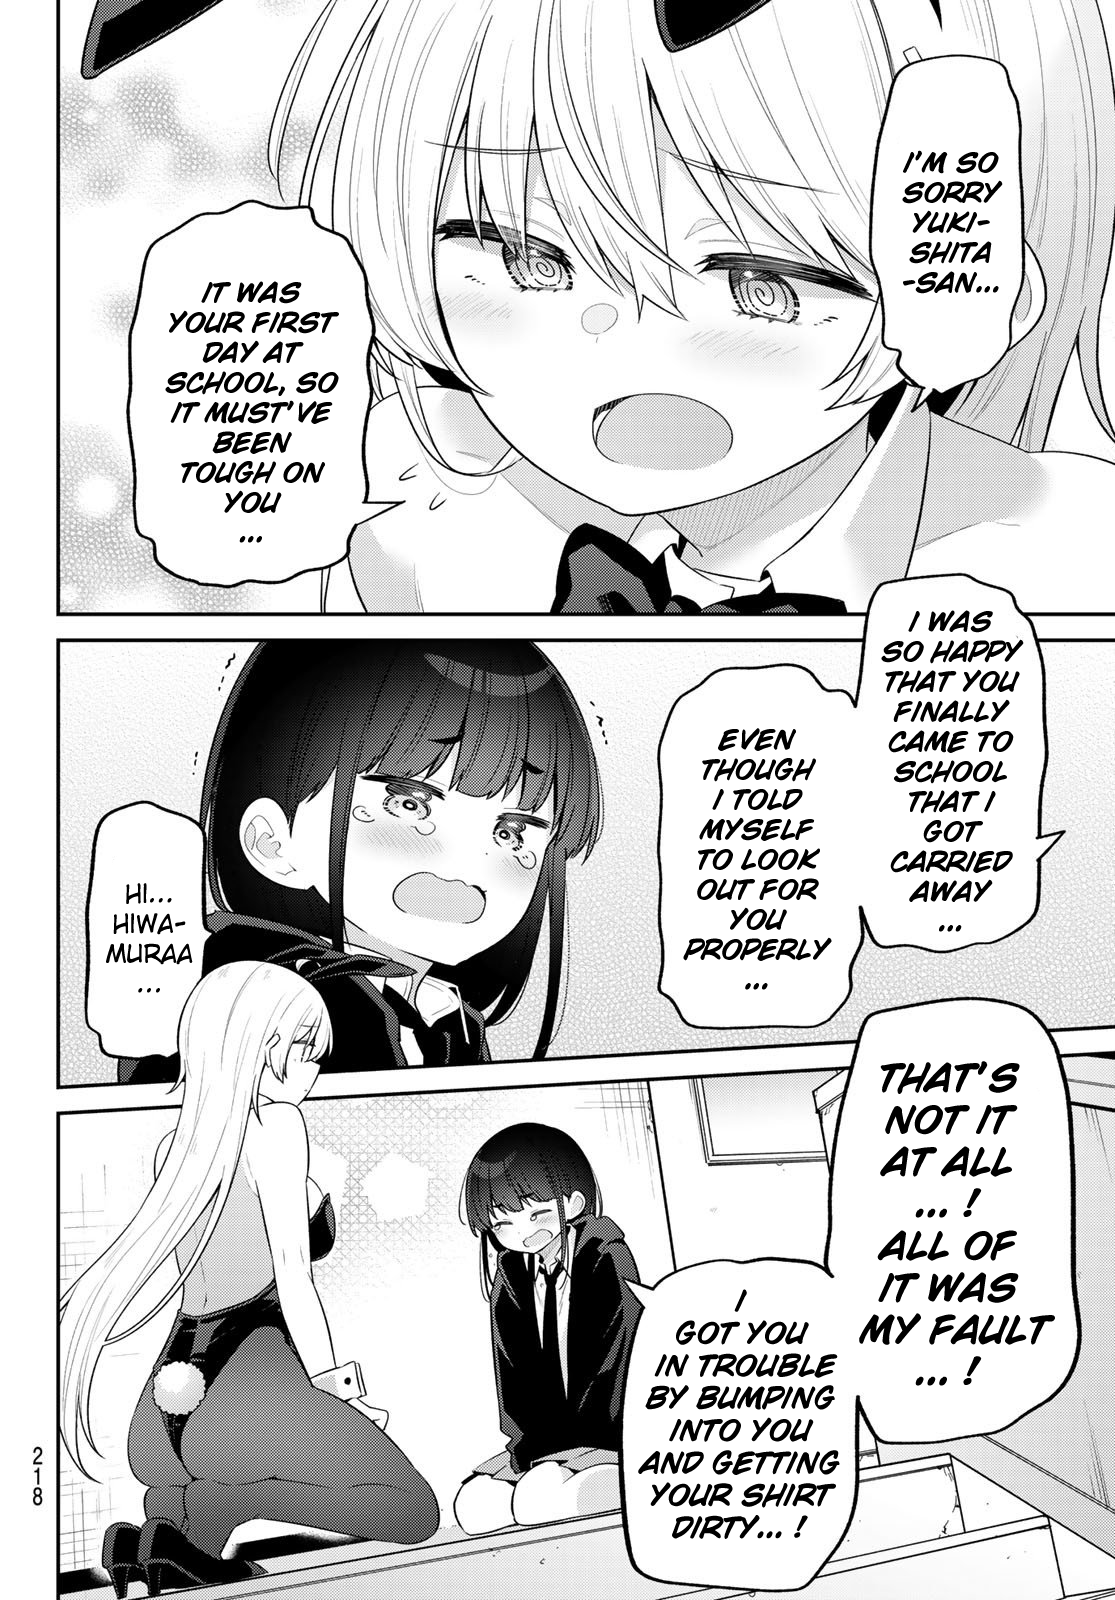 I'M SO
SORRY
YUKI-
SHITA
-SAN...
IT WAS
YOUR FIRST
DAY AT
SCHOOL, SO
IT MUST'VE
BEEN
TOUGH ON
YOU
...
I WAS
SO HAPPY
THAT YOU
FINALLY
CAME TO
SCHOOL
THAT I
GOT
CARRIED
AWAY
...
EVEN
THOUGH
I TOLD
MYSELF
TO LOOK
OUT FOR
YOU
PROPERLY
...
HI...
HIWA-
MURAA
...
THAT'S
NOT IT
AT ALL
... !
ALL OF
IT WAS
MY FAULT
... !
I
GOT YOU
IN TROUBLE
BY BUMPING
INTO YOU
AND GETTING
YOUR SHIRT
DIRTY... !
218